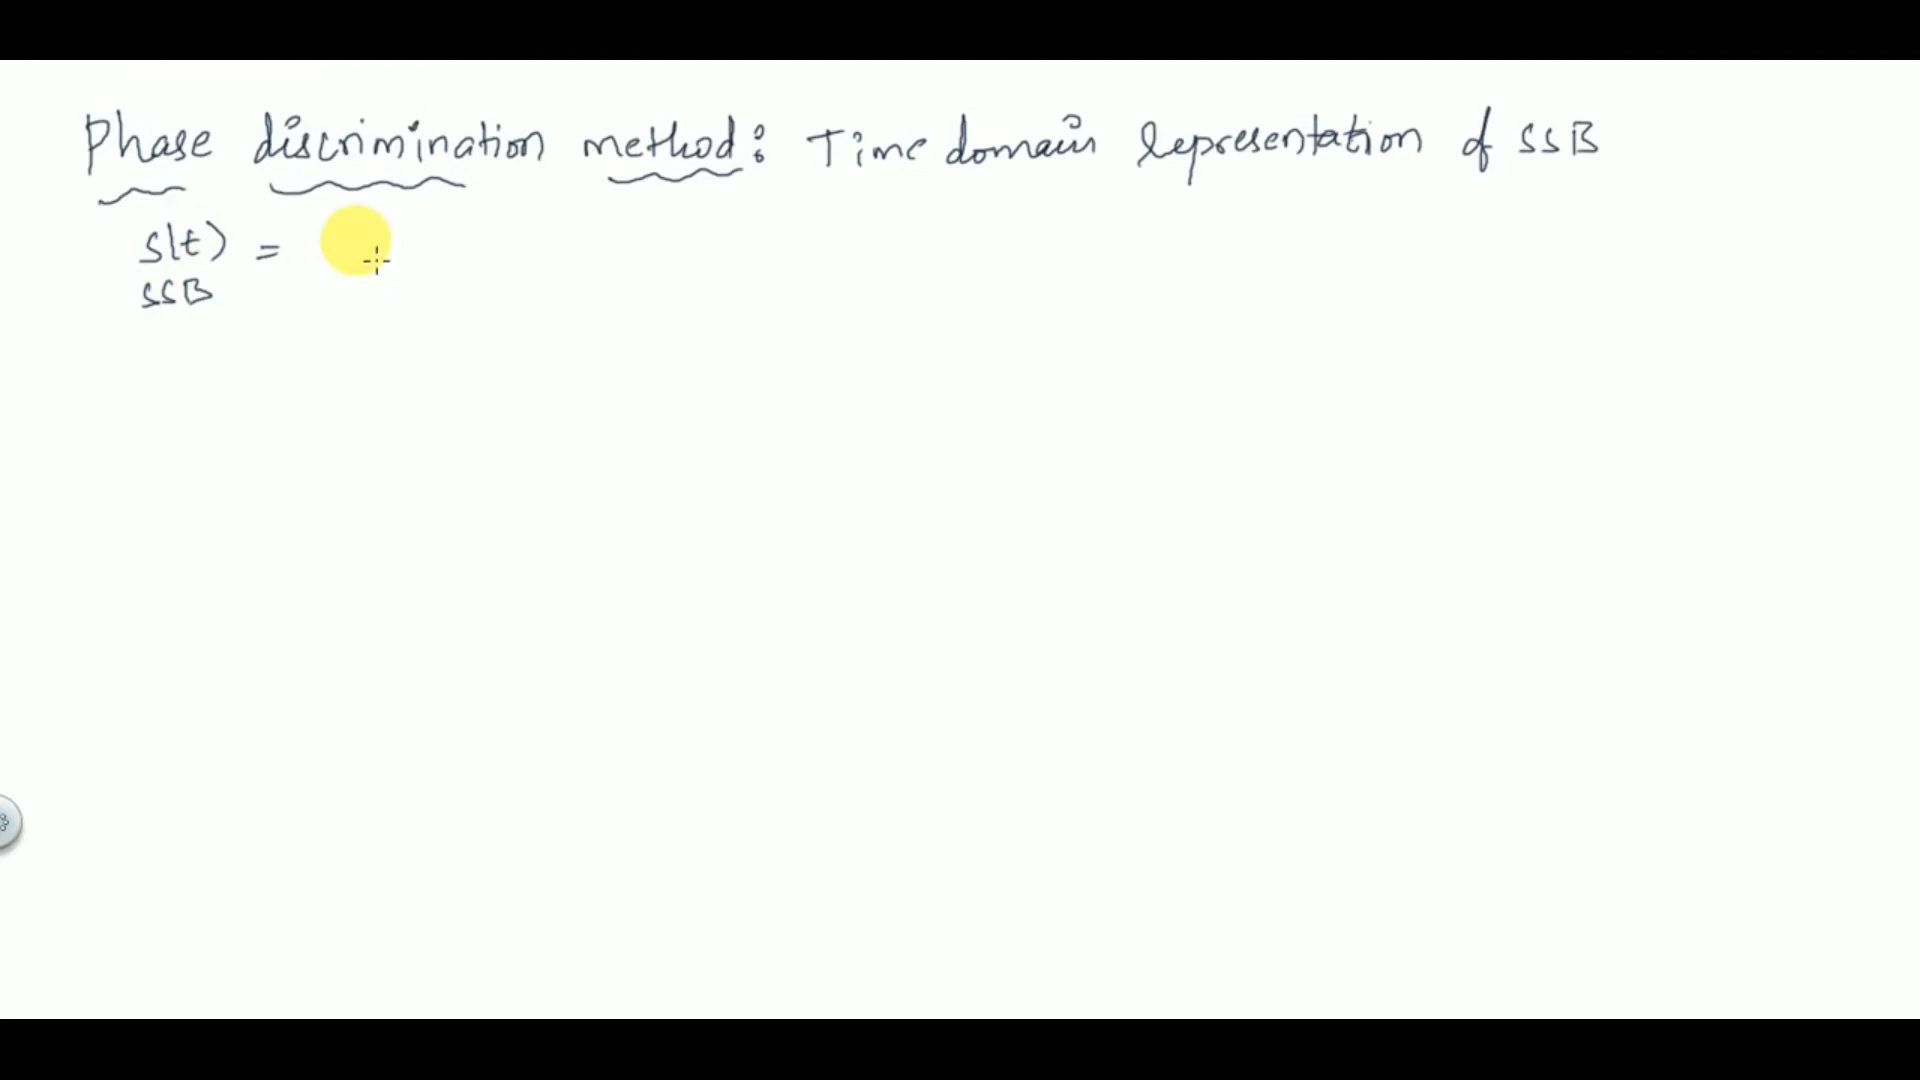 Phase discrimination method: Time domain representation of SSB
S(t) =
SSB